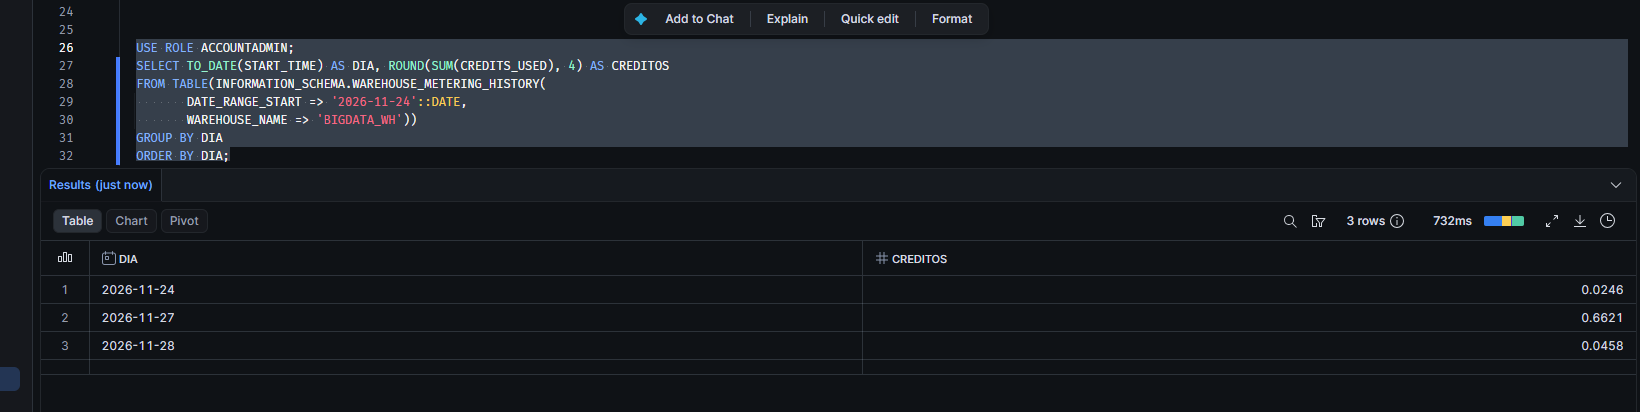 24
Add to Chat Explain Quick edit Format
25
26 USE ROLE ACCOUNTADMIN;
27 SELECT TO_DATE(START_TIME) AS DIA, ROUND(SUM(CREDITS_USED), 4) AS CREDITOS
28 FROM TABLE(INFORMATION_SCHEMA.WAREHOUSE_METERING_HISTORY(
29 DATE_RANGE_START => '2026-11-24'::DATE,
30 WAREHOUSE_NAME => 'BIGDATA_WH'))
31 GROUP BY DIA
32 ORDER BY DIA;
Results (just now)
Table Chart Pivot 3 rows 732ms
DIA CREDITOS
1 2026-11-24 0.0246
2 2026-11-27 0.6621
3 2026-11-28 0.0458